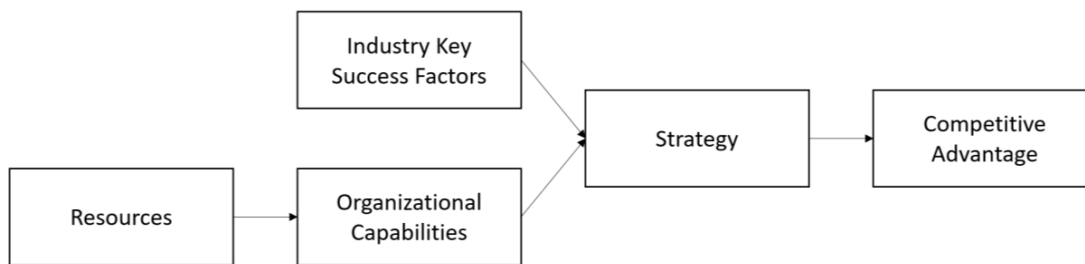 Industry Key
Success Factors
Strategy
Competitive
Advantage
Resources
Organizational
Capabilities